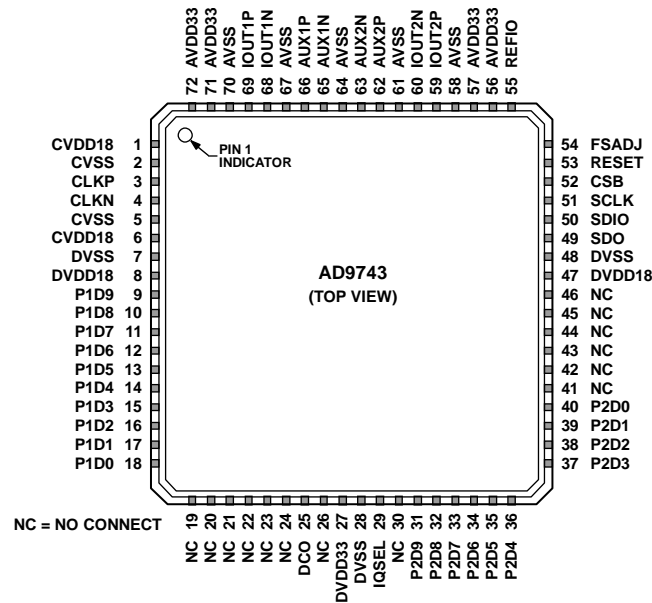 72 AVDD33
71 AVDD33
70 AVSS
69 IOUT1P
68 IOUT1N
67 AVSS
66 AUX1P
65 AUX1N
64 AVSS
63 AUX2N
62 AUX2P
61 AVSS
60 IOUT2N
59 IOUT2P
58 AVSS
57 AVDD33
56 AVDD33
55 REFIO
CVDD18 1
CVSS 2
CLKP 3
CLKN 4
CVSS 5
CVDD18 6
DVSS 7
DVDD18 8
P1D9 9
P1D8 10
P1D7 11
P1D6 12
P1D5 13
P1D4 14
P1D3 15
P1D2 16
P1D1 17
P1D0 18
PIN 1
INDICATOR
AD9743
(TOP VIEW)
54 FSADJ
53 RESET
52 CSB
51 SCLK
50 SDIO
49 SDO
48 DVSS
47 DVDD18
46 NC
45 NC
44 NC
43 NC
42 NC
41 NC
40 P2D0
39 P2D1
38 P2D2
37 P2D3
NC = NO CONNECT
NC 19
NC 20
NC 21
NC 22
NC 23
NC 24
DCO 25
NC 26
DVDD33 27
DVSS 28
IQSEL 29
NC 30
P2D9 31
P2D8 32
P2D7 33
P2D6 34
P2D5 35
P2D4 36